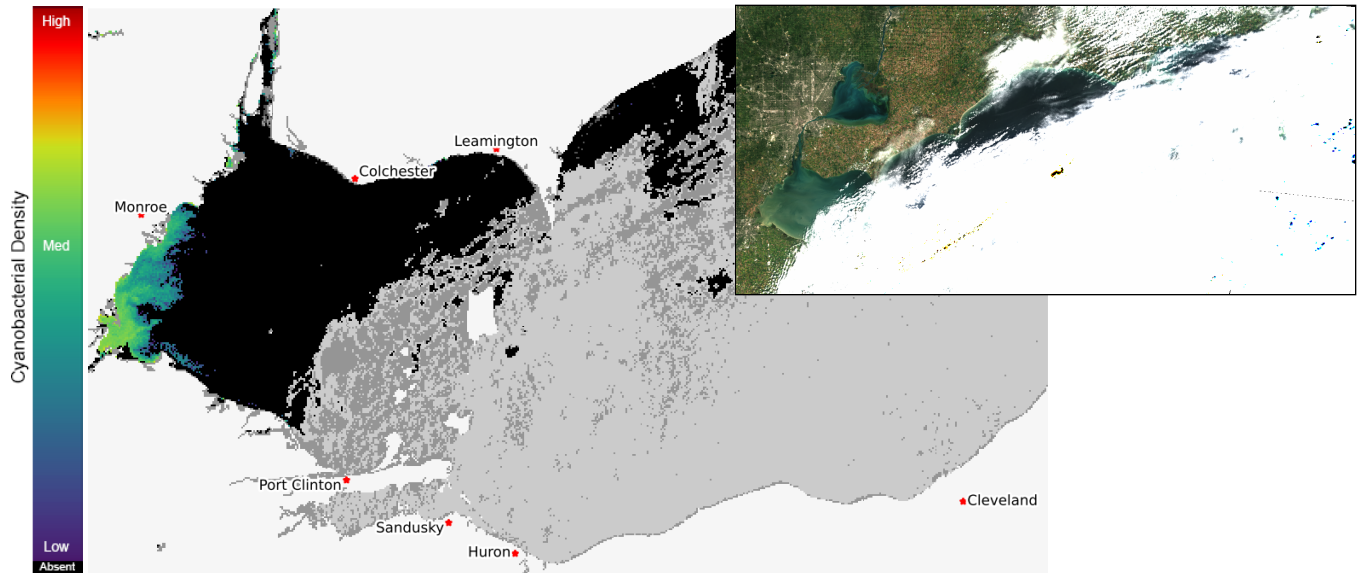 High
Med
Low
Absent
Cyanobacterial Density
Leamington
Colchester
Monroe
Port Clinton
Cleveland
Sandusky
Huron